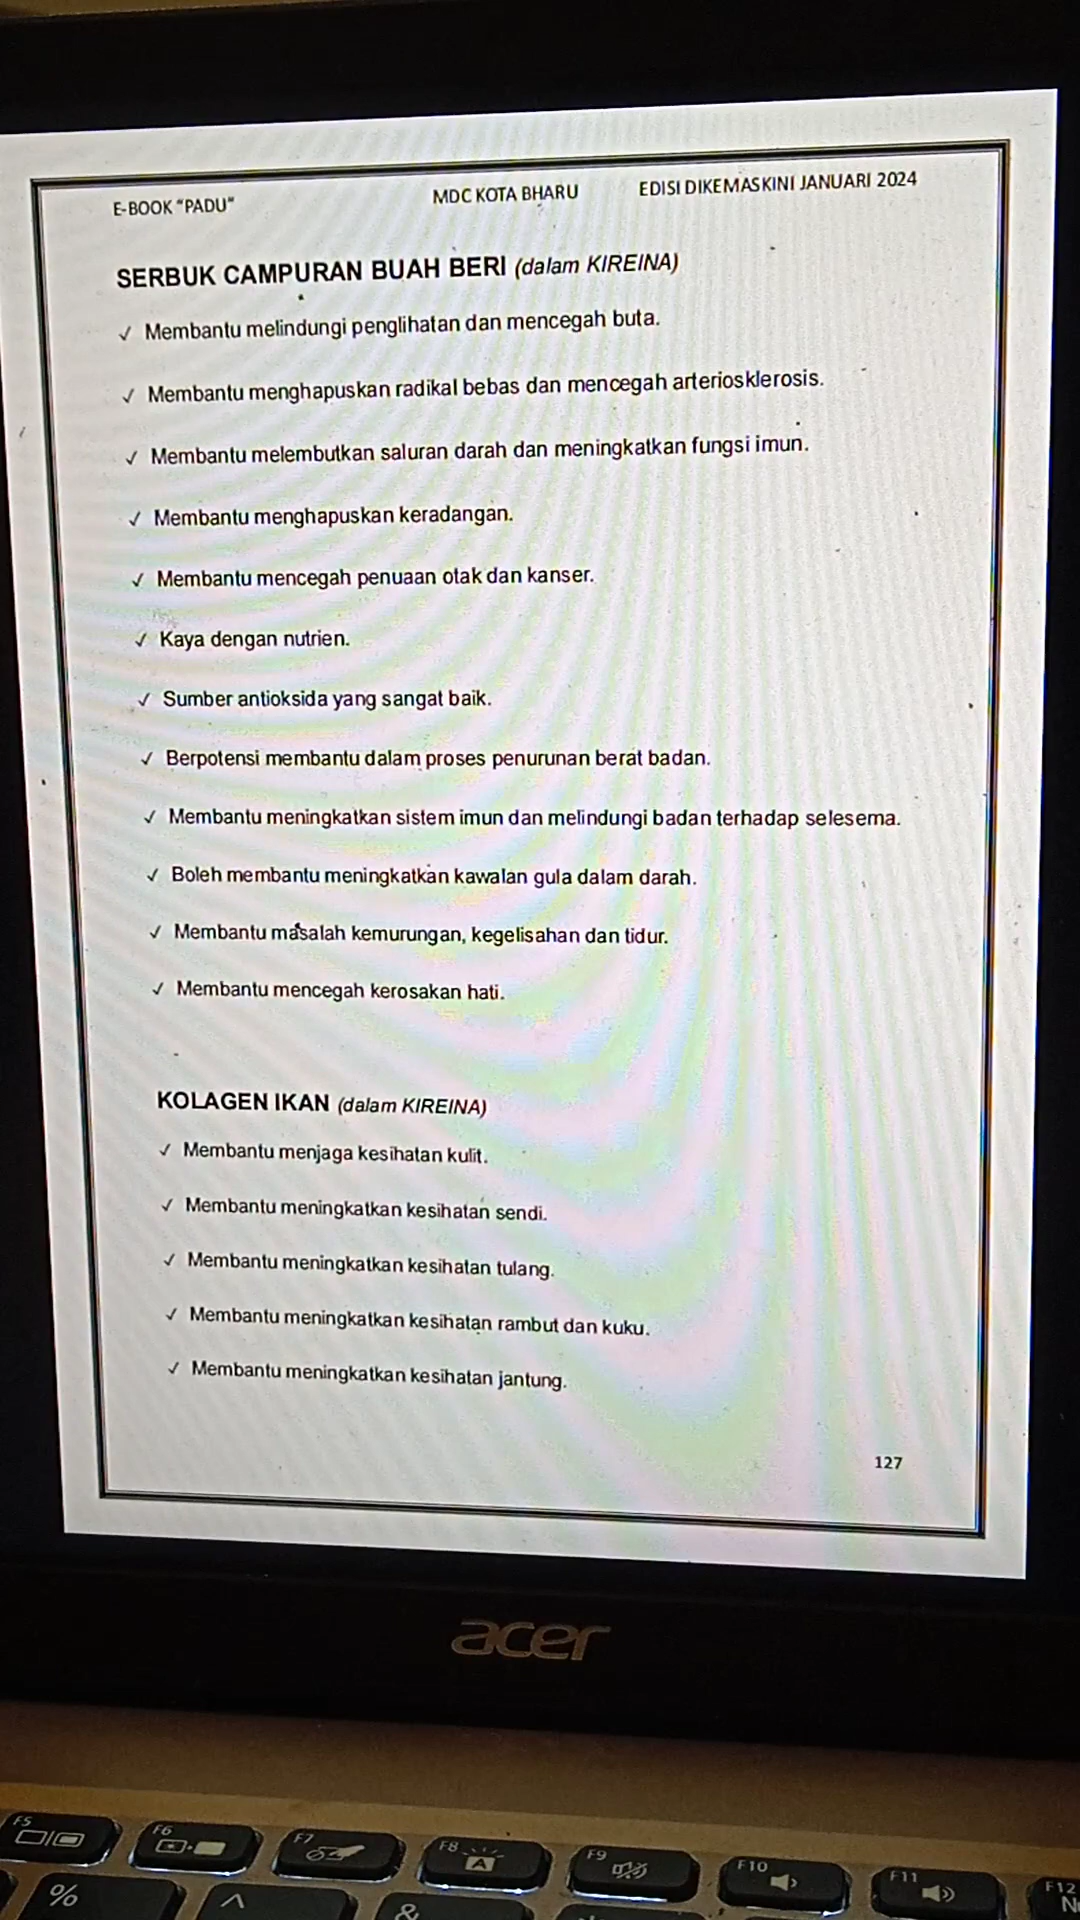 E-BOOK "PADU" MDC KOTA BHARU EDISI DIKEMASKINI JANUARI 2024
SERBUK CAMPURAN BUAH BERI (dalam KIREINA)
✓ Membantu melindungi penglihatan dan mencegah buta.
✓ Membantu menghapuskan radikal bebas dan mencegah arteriosklerosis.
✓ Membantu melembutkan saluran darah dan meningkatkan fungsi imun.
✓ Membantu menghapuskan keradangan.
✓ Membantu mencegah penuaan otak dan kanser.
✓ Kaya dengan nutrien.
✓ Sumber antioksida yang sangat baik.
✓ Berpotensi membantu dalam proses penurunan berat badan.
✓ Membantu meningkatkan sistem imun dan melindungi badan terhadap selesema.
✓ Boleh membantu meningkatkan kawalan gula dalam darah.
✓ Membantu masalah kemurungan, kegelisahan dan tidur.
✓ Membantu mencegah kerosakan hati.
KOLAGEN IKAN (dalam KIREINA)
✓ Membantu menjaga kesihatan kulit.
✓ Membantu meningkatkan kesihatan sendi.
✓ Membantu meningkatkan kesihatan tulang.
✓ Membantu meningkatkan kesihatan rambut dan kuku.
✓ Membantu meningkatkan kesihatan jantung.
127
acer
F5 F6 F7 F8 F9 F10 F11 F12
A
% ^ & N